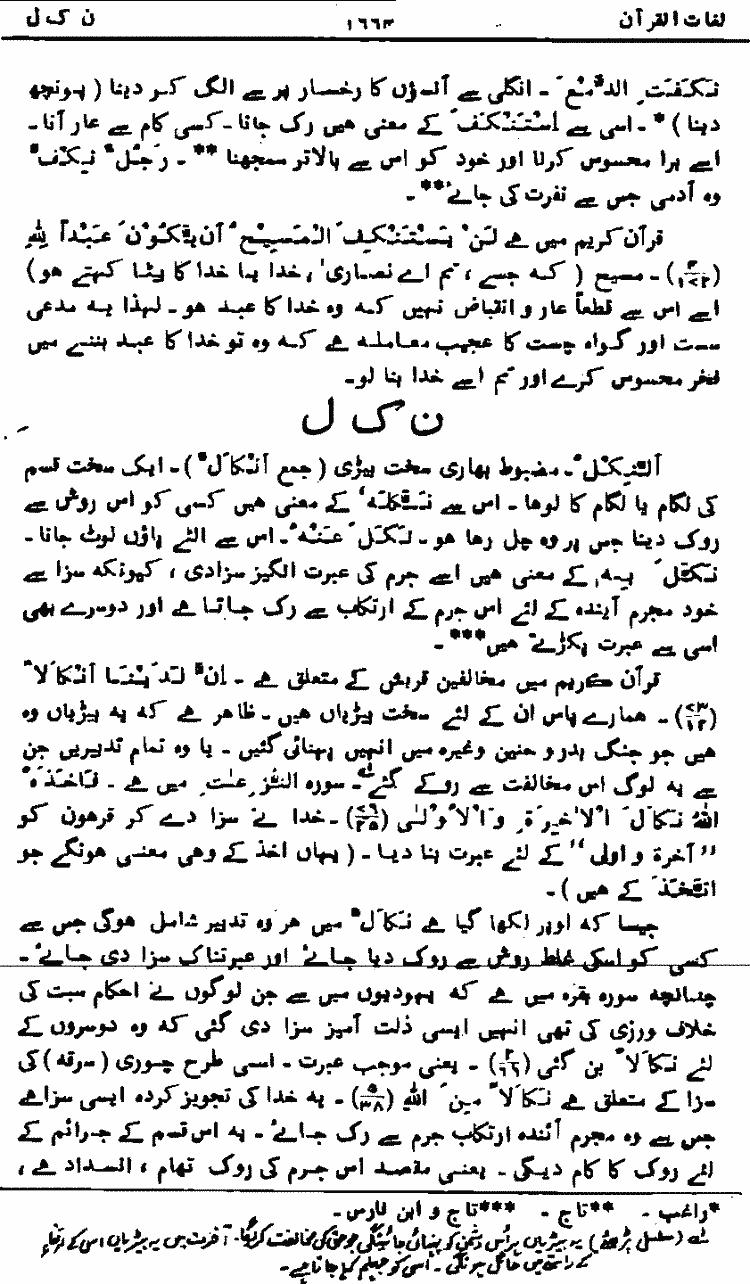 لغات القرآن ۱۶۶۳ ن ک ل
نَکَفْتُ الدَّمْعَ ۔ انگلی سے آنسوؤں کا رخسار پر سے الگ کر دینا ( پونچھ
دینا ) * ۔ اسی سے اِسْتَنْکَفَ کے معنی ہیں رک جانا ۔ کسی کام سے عار آنا ۔
اسے برا محسوس کرنا اور خود کو اس سے بالاتر سمجھنا ** ۔ رَجُلٌ نِکْفٌ
وہ آدمی جس سے نفرت کی جائے ** ۔
قرآن کریم میں ہے لَنْ یَسْتَنْکِفَ الْمَسِیْحُ اَنْ یَّکُوْنَ عَبْداً لِلّٰہِ
(۴/۱۷۲) ۔ مسیح ( کہ جسے ، تم اے نصاریٰ ، خدا یا خدا کا بیٹا کہتے ہو )
اسے اس سے قطعاً عار و انقباض نہیں کہ وہ خدا کا عبد ہو ۔ لہذا یہ مدعی
سست اور گواہ چست کا عجیب معاملہ ہے کہ وہ تو خدا کا عبد بننے میں
فخر محسوس کرے اور تم اسے خدا بنا لو ۔
ن ک ل
اَلنِّکْلُ ۔ مضبوط بھاری سخت بیڑی ( جمع اَنْکَالٌ ) ۔ ایک سخت قسم
کی لگام یا لگام کا لوہا ۔ اس سے نَکَّلَہٗ کے معنی ہیں کسی کو اس روش سے
روک دینا جس پر وہ چل رہا ہو ۔ نَکَلَ عَنْہُ ۔ اس سے الٹے پاؤں لوٹ جانا ۔
نَکَّلَ بِہٖ کے معنی ہیں اسے جرم کی عبرت انگیز سزا دی ، کیونکہ سزا سے
خود مجرم آیندہ کے لئے اس جرم کے ارتکاب سے رک جاتا ہے اور دوسرے بھی
اسی سے عبرت پکڑتے ہیں *** ۔
قرآن کریم میں مخالفین قریش کے متعلق ہے ۔ اِنَّ لَدَیْنَا اَنْکَالاً
(۷۳/۱۲) ۔ ہمارے پاس ان کے لئے سخت بیڑیاں ہیں ۔ ظاہر ہے کہ یہ بیڑیاں وہ
ہیں جو جنگ بدر و حنین وغیرہ میں انہیں پہنائی گئیں ۔ یا وہ تمام تدبیریں جن
سے یہ لوگ اس مخالفت سے روکے گئے ۔ سورہ النّٰزِعٰت میں ہے ۔ فَاَخَذَہُ
اللّٰہُ نَکَالَ الْاٰخِرَۃِ وَالْاُوْلٰی (۷۹/۲۵) ۔ خدا نے سزا دے کر فرعون کو
’’ آخرۃ و اولی ‘‘ کے لئے عبرت بنا دیا ۔ ( یہاں اخذ کے وہی معنی ہونگے جو
اتَّخَذَ کے ہیں ) ۔
جیسا کہ اوپر لکھا گیا ہے نَکَالٌ میں ہر وہ تدبیر شامل ہوگی جس سے
کسی کو اسکی غلط روش سے روک دیا جائے اور عبرتناک سزا دی جائے ۔
چنانچہ سورہ بقرہ میں ہے کہ یہودیوں میں سے جن لوگوں نے احکام سبت کی
خلاف ورزی کی تھی انہیں ایسی ذلت آمیز سزا دی گئی کہ وہ دوسروں کے
لئے نَکَالاً بن گئی (۲/۶۶) ۔ یعنی موجب عبرت ۔ اسی طرح چوری ( سرقہ ) کی
سزا کے متعلق ہے نَکَالاً مِنَ اللّٰہِ (۵/۳۸) ۔ یہ خدا کی تجویز کردہ ایسی سزا ہے
جس سے وہ مجرم آئندہ ارتکاب جرم سے رک جائے ۔ یہ اس قسم کے جرائم کے
لئے روک کا کام دیگی ۔ یعنی مقصد اس جرم کی روک تھام ، انسداد ہے ،
*راغب ۔ **تاج ۔ ***تاج و ابن فارس ۔
یہ بیڑیاں ہر اُس دشمن کو پہنائی جائینگی جو حق کی مخالفت کریگا ۔ آخرت میں یہ بیڑیاں اسی کے ارتقاء
کے راستے میں حائل ہونگی ۔ اسی کو جہنم کہا جاتا ہے ۔